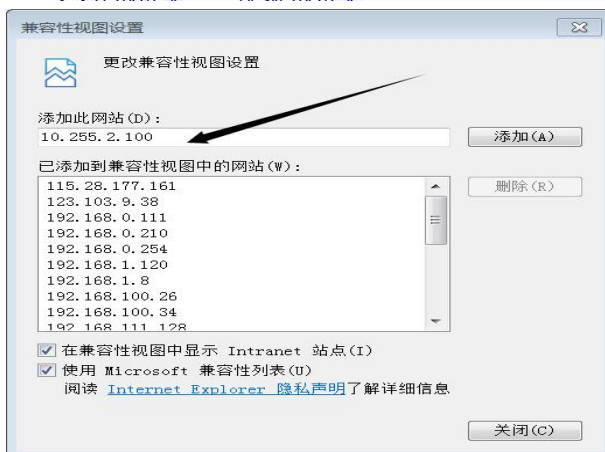 兼容性视图设置
更改兼容性视图设置
添加此网站(D):
10.255.2.100
添加(A)
已添加到兼容性视图中的网站(W):
115.28.177.161
删除(R)
123.103.9.38
192.168.0.111
192.168.0.210
192.168.0.254
192.168.1.120
192.168.1.8
192.168.100.26
192.168.100.34
192.168.111.128
在兼容性视图中显示 Intranet 站点(I)
使用 Microsoft 兼容性列表(U)
阅读 Internet Explorer 隐私声明了解详细信息
关闭(C)